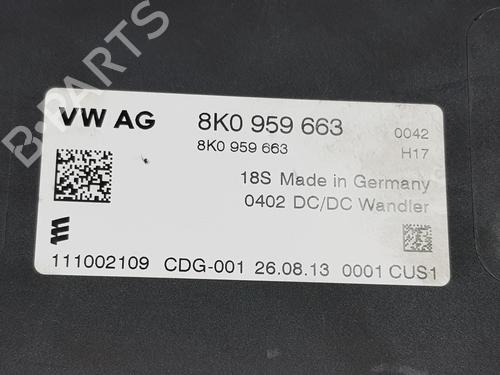 B-PARTS
VW AG
8K0 959 663
0042
8K0 959 663
H17
18S Made in Germany
0402 DC/DC Wandler
111002109 CDG-001 26.08.13 0001 CUS1